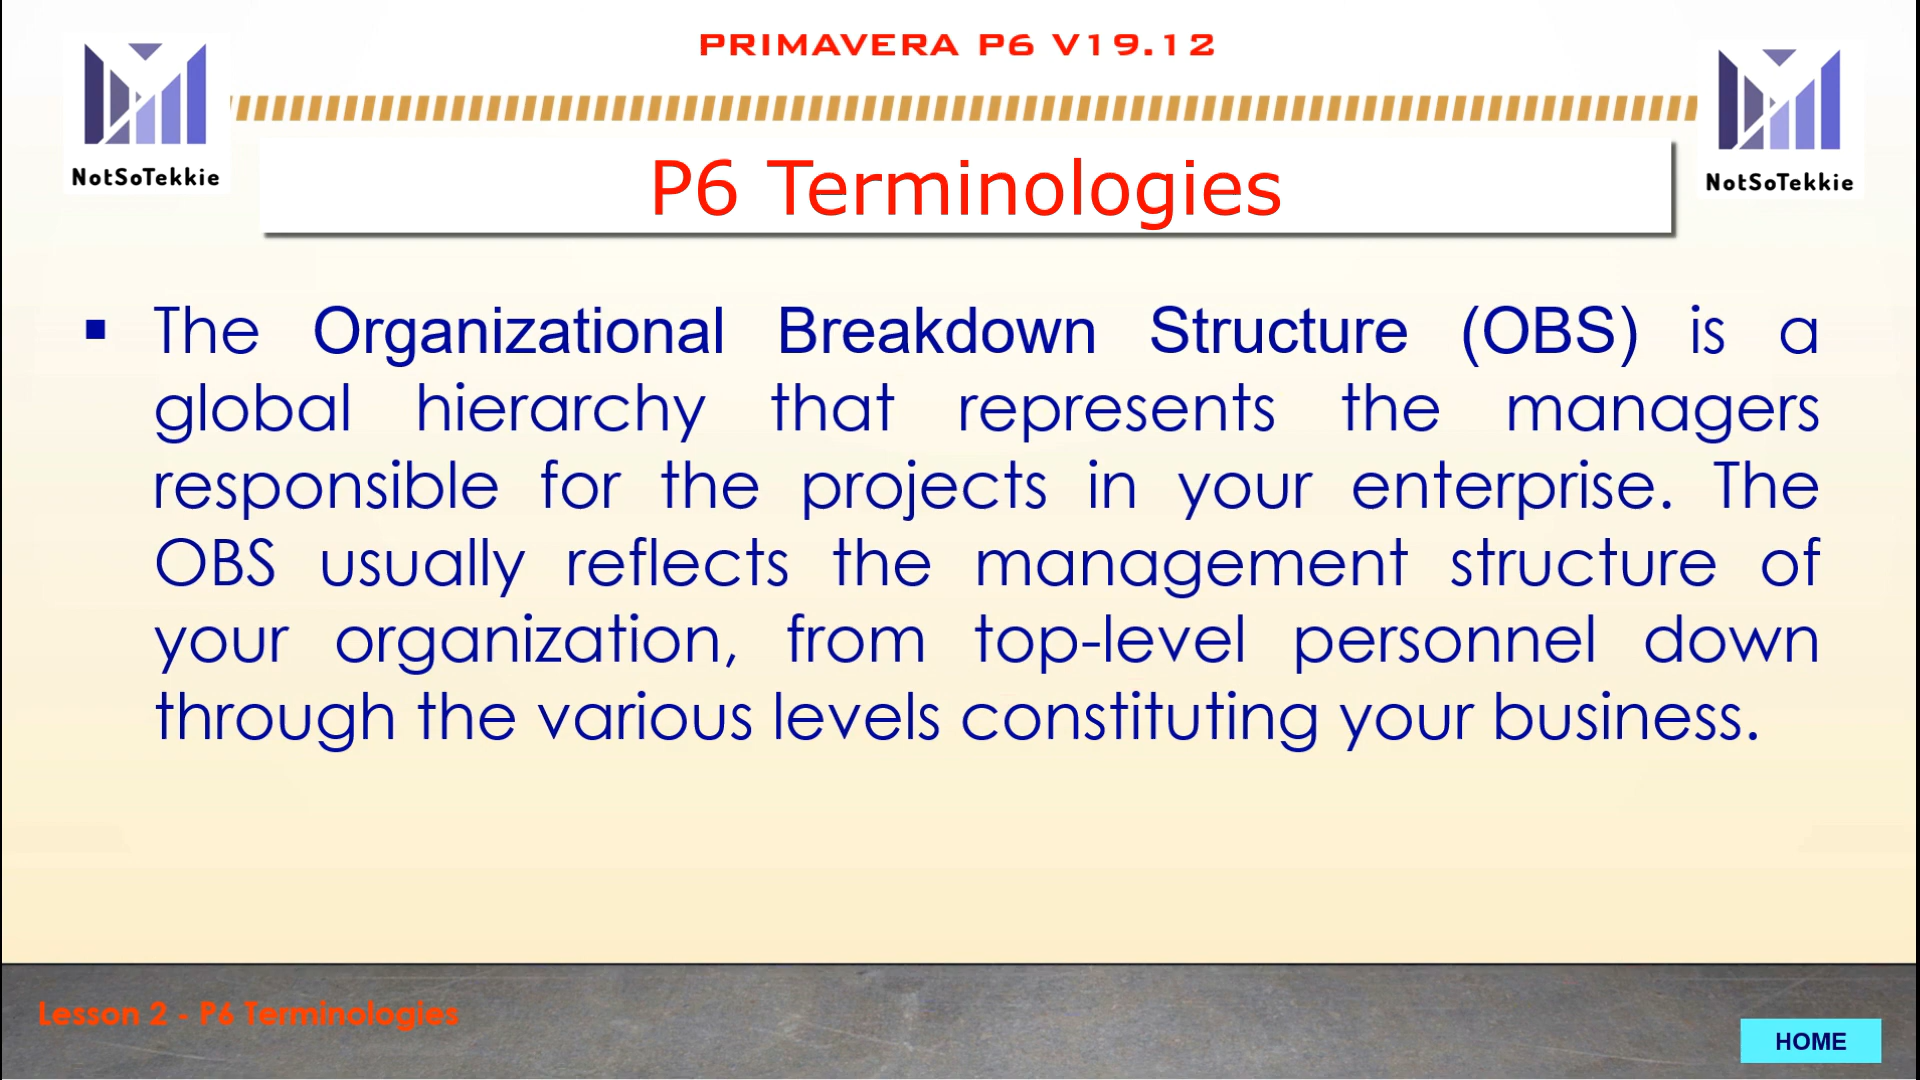 PRIMAVERA P6 V19.12
NotSoTekkie
NotSoTekkie
P6 Terminologies
▪ The Organizational Breakdown Structure (OBS) is a
global hierarchy that represents the managers
responsible for the projects in your enterprise. The
OBS usually reflects the management structure of
your organization, from top-level personnel down
through the various levels constituting your business.
Lesson 2 - P6 Terminologies
HOME